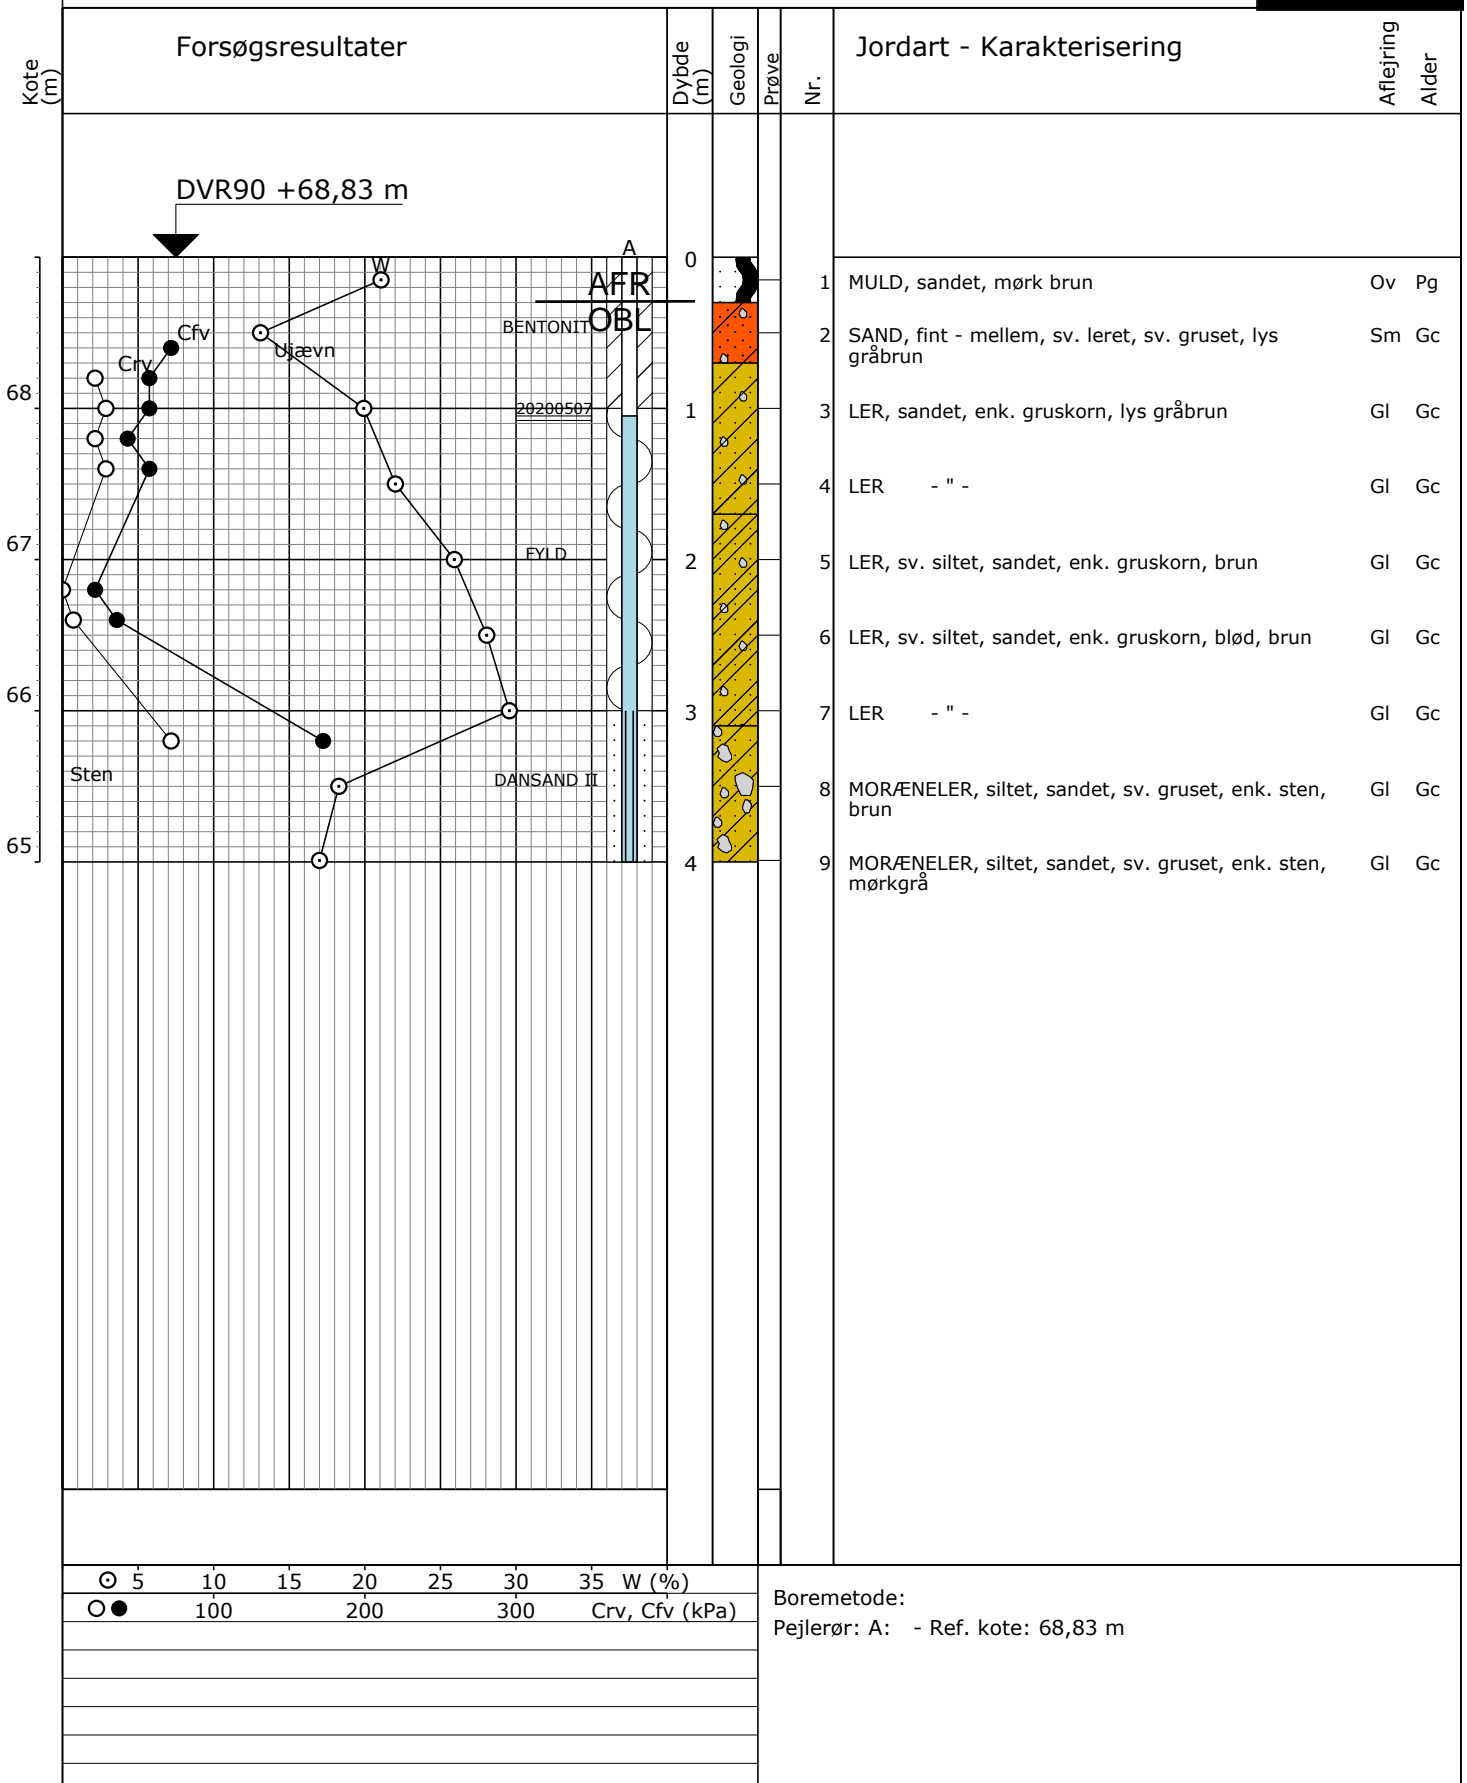 Kote (m)
Forsøgsresultater
Dybde (m)
Geologi
Prøve
Nr.
Jordart - Karakterisering
Aflejring
Alder
DVR90 +68,83 m
A
0
W
AFR
1 MULD, sandet, mørk brun Ov Pg
OBL
BENTONIT
Cfv
Ujævn
Crv
2 SAND, fint - mellem, sv. leret, sv. gruset, lys Sm Gc
gråbrun
68
20200507
1
3 LER, sandet, enk. gruskorn, lys gråbrun Gl Gc
4 LER - " - Gl Gc
67
FYLD
2
5 LER, sv. siltet, sandet, enk. gruskorn, brun Gl Gc
6 LER, sv. siltet, sandet, enk. gruskorn, blød, brun Gl Gc
66
3
7 LER - " - Gl Gc
Sten
DANSAND II
8 MORÆNELER, siltet, sandet, sv. gruset, enk. sten, Gl Gc
brun
65
4
9 MORÆNELER, siltet, sandet, sv. gruset, enk. sten, Gl Gc
mørkgrå
5 10 15 20 25 30 35 W (%)
100 200 300 Crv, Cfv (kPa)
Boremetode:
Pejlerør: A: - Ref. kote: 68,83 m